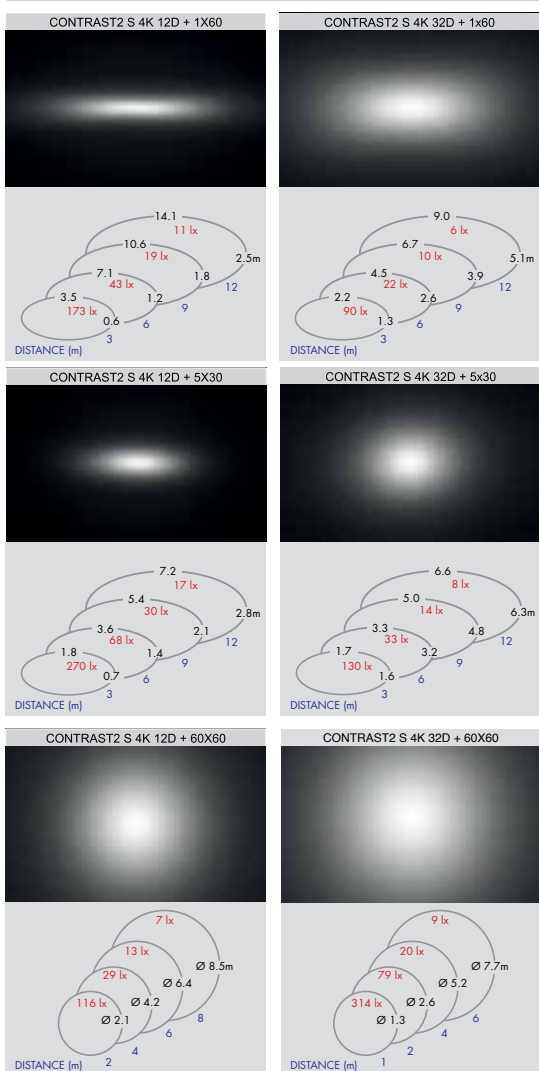 CONTRAST2 S 4K 12D + 1X60
14.1
11 lx
10.6
19 lx
2.5m
7.1
43 lx
1.8
12
3.5
173 lx
1.2
9
0.6
6
3
DISTANCE (m)
CONTRAST2 S 4K 32D + 1x60
9.0
6 lx
6.7
10 lx
5.1m
4.5
22 lx
3.9
12
2.2
90 lx
2.6
9
1.3
6
3
DISTANCE (m)
CONTRAST2 S 4K 12D + 5X30
7.2
17 lx
5.4
30 lx
2.8m
3.6
68 lx
2.1
12
1.8
270 lx
1.4
9
0.7
6
3
DISTANCE (m)
CONTRAST2 S 4K 32D + 5x30
6.6
8 lx
5.0
14 lx
6.3m
3.3
33 lx
4.8
12
1.7
130 lx
3.2
9
1.6
6
3
DISTANCE (m)
CONTRAST2 S 4K 12D + 60X60
7 lx
13 lx
Ø 8.5m
29 lx
Ø 6.4
116 lx
Ø 4.2
Ø 2.1
8
6
4
2
DISTANCE (m)
CONTRAST2 S 4K 32D + 60X60
9 lx
20 lx
Ø 7.7m
79 lx
Ø 5.2
314 lx
Ø 2.6
Ø 1.3
6
4
2
1
DISTANCE (m)